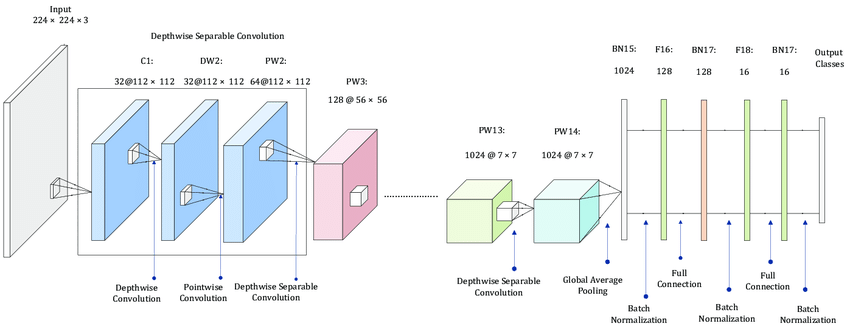 Input
224 × 224 × 3
Depthwise Separable Convolution
C1:
DW2:
PW2:
32@112 × 112
32@112 × 112
64@112 × 112
PW3:
128 @ 56 × 56
PW13:
1024 @ 7 × 7
PW14:
1024 @ 7 × 7
BN15:
F16:
BN17:
F18:
BN17:
Output
Classes
1024
128
128
16
16
Depthwise
Convolution
Pointwise
Convolution
Depthwise Separable
Convolution
Depthwise Separable
Convolution
Global Average
Pooling
Batch
Normalization
Full
Connection
Batch
Normalization
Full
Connection
Batch
Normalization